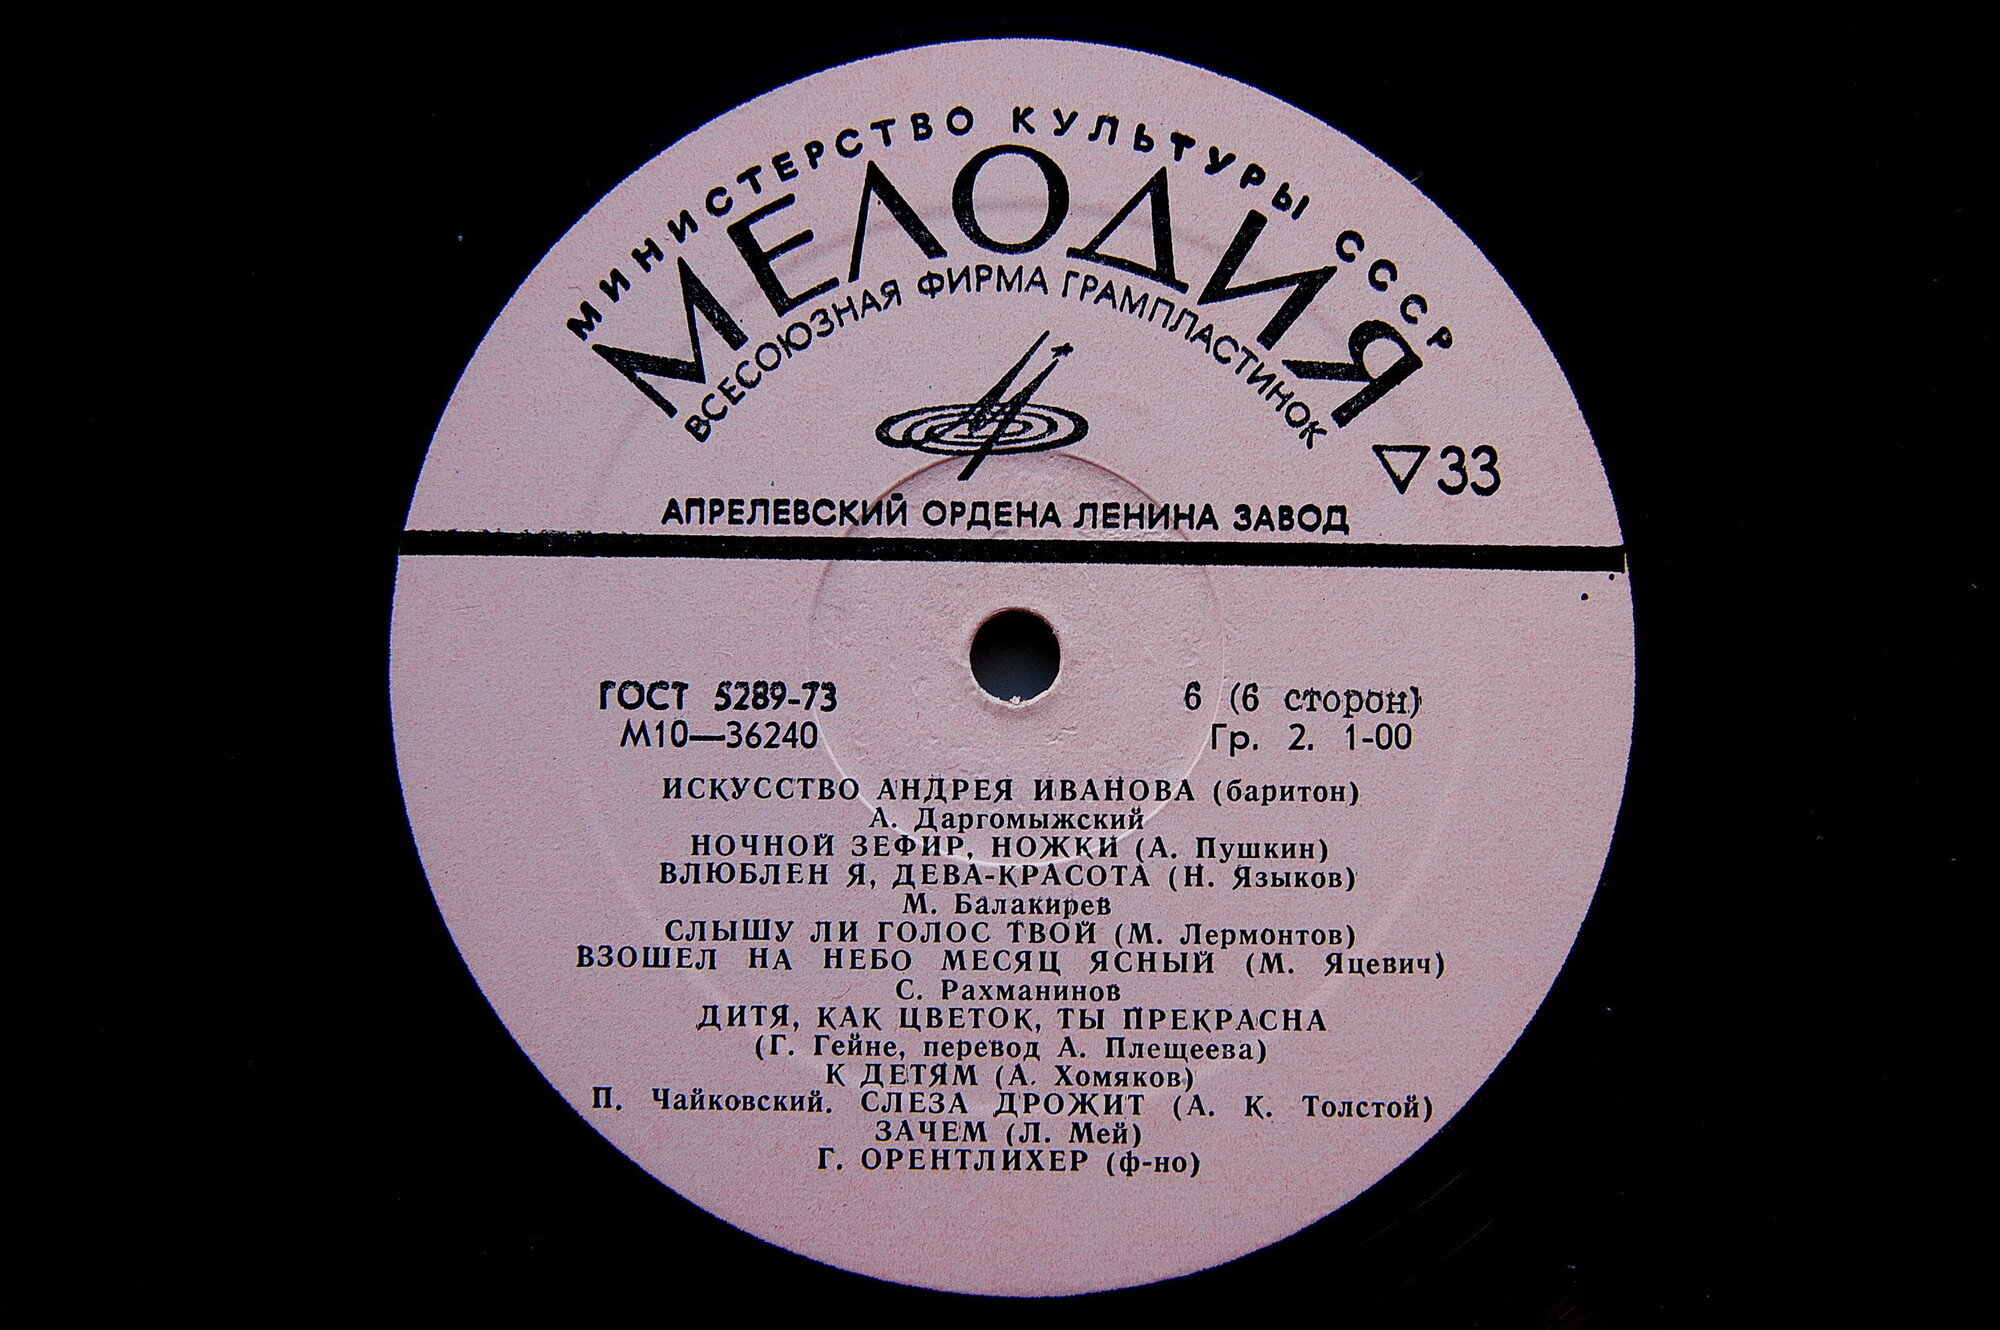 МИНИСТЕРСТВО КУЛЬТУРЫ СССР
МЕЛОДИЯ
ВСЕСОЮЗНАЯ ФИРМА ГРАМПЛАСТИНОК
33
АПРЕЛЕВСКИЙ ОРДЕНА ЛЕНИНА ЗАВОД
ГОСТ 5289-73
6 (6 сторон)
М10—36240
Гр. 2. 1-00
ИСКУССТВО АНДРЕЯ ИВАНОВА (баритон)
А. Даргомыжский
НОЧНОЙ ЗЕФИР, НОЖКИ (А. Пушкин)
ВЛЮБЛЕН Я, ДЕВА-КРАСОТА (Н. Языков)
М. Балакирев
СЛЫШУ ЛИ ГОЛОС ТВОЙ (М. Лермонтов)
ВЗОШЕЛ НА НЕБО МЕСЯЦ ЯСНЫЙ (М. Яцевич)
С. Рахманинов
ДИТЯ, КАК ЦВЕТОК, ТЫ ПРЕКРАСНА
(Г. Гейне, перевод А. Плещеева)
К ДЕТЯМ (А. Хомяков)
П. Чайковский. СЛЕЗА ДРОЖИТ (А. К. Толстой)
ЗАЧЕМ (Л. Мей)
Г. ОРЕНТЛИХЕР (ф-но)